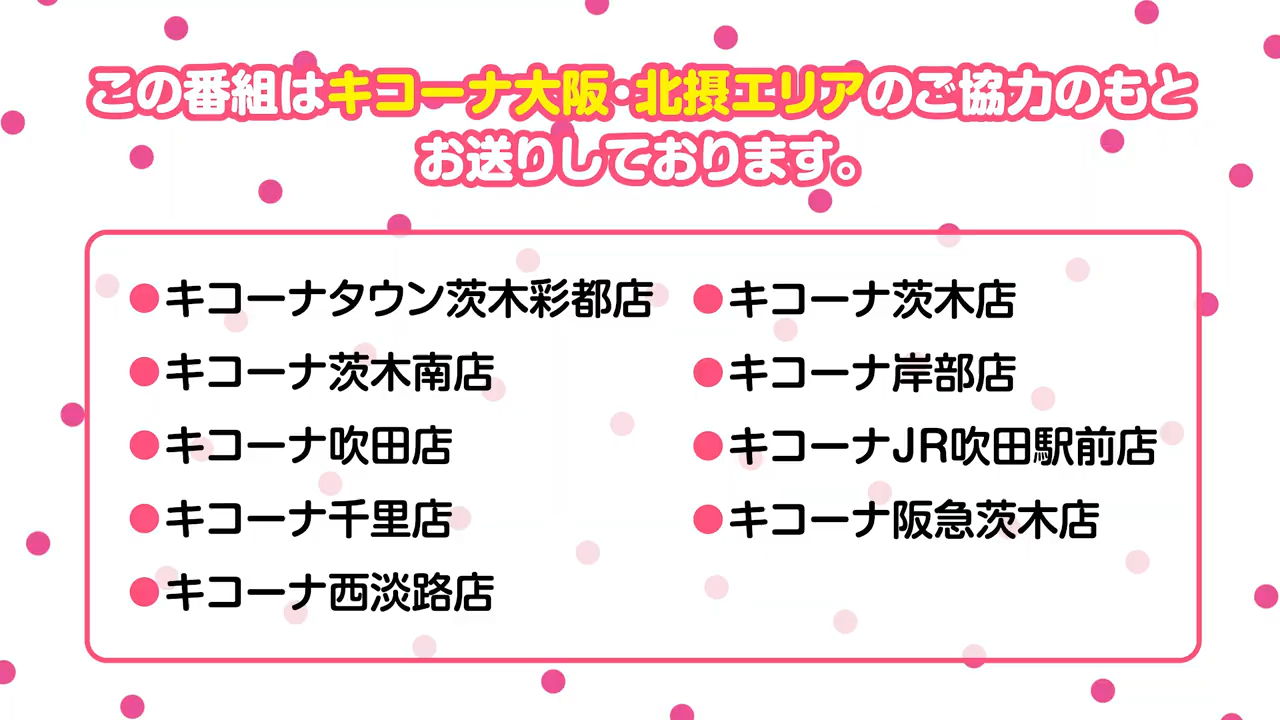 この番組はキコーナ大阪・北摂エリアのご協力のもと
お送りしております。
●キコーナタウン茨木彩都店
●キコーナ茨木南店
●キコーナ吹田店
●キコーナ千里店
●キコーナ西淡路店
●キコーナ茨木店
●キコーナ岸部店
●キコーナJR吹田駅前店
●キコーナ阪急茨木店